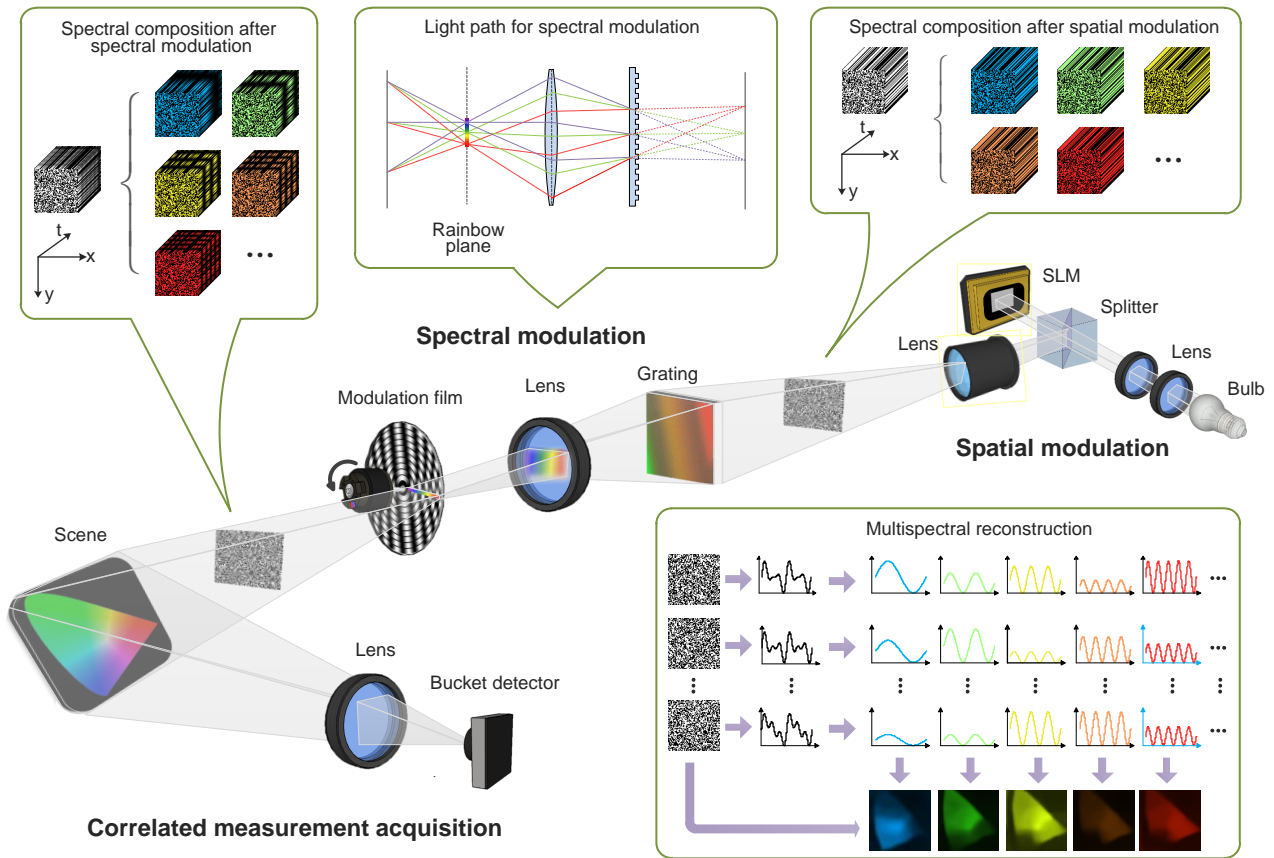 Spectral composition after
spectral modulation
t
x
y
Light path for spectral modulation
Rainbow
plane
Spectral composition after spatial modulation
t
x
y
Spectral modulation
SLM
Splitter
Lens
Lens
Bulb
Grating
Lens
Modulation film
Spatial modulation
Scene
Lens
Bucket detector
Correlated measurement acquisition
Multispectral reconstruction